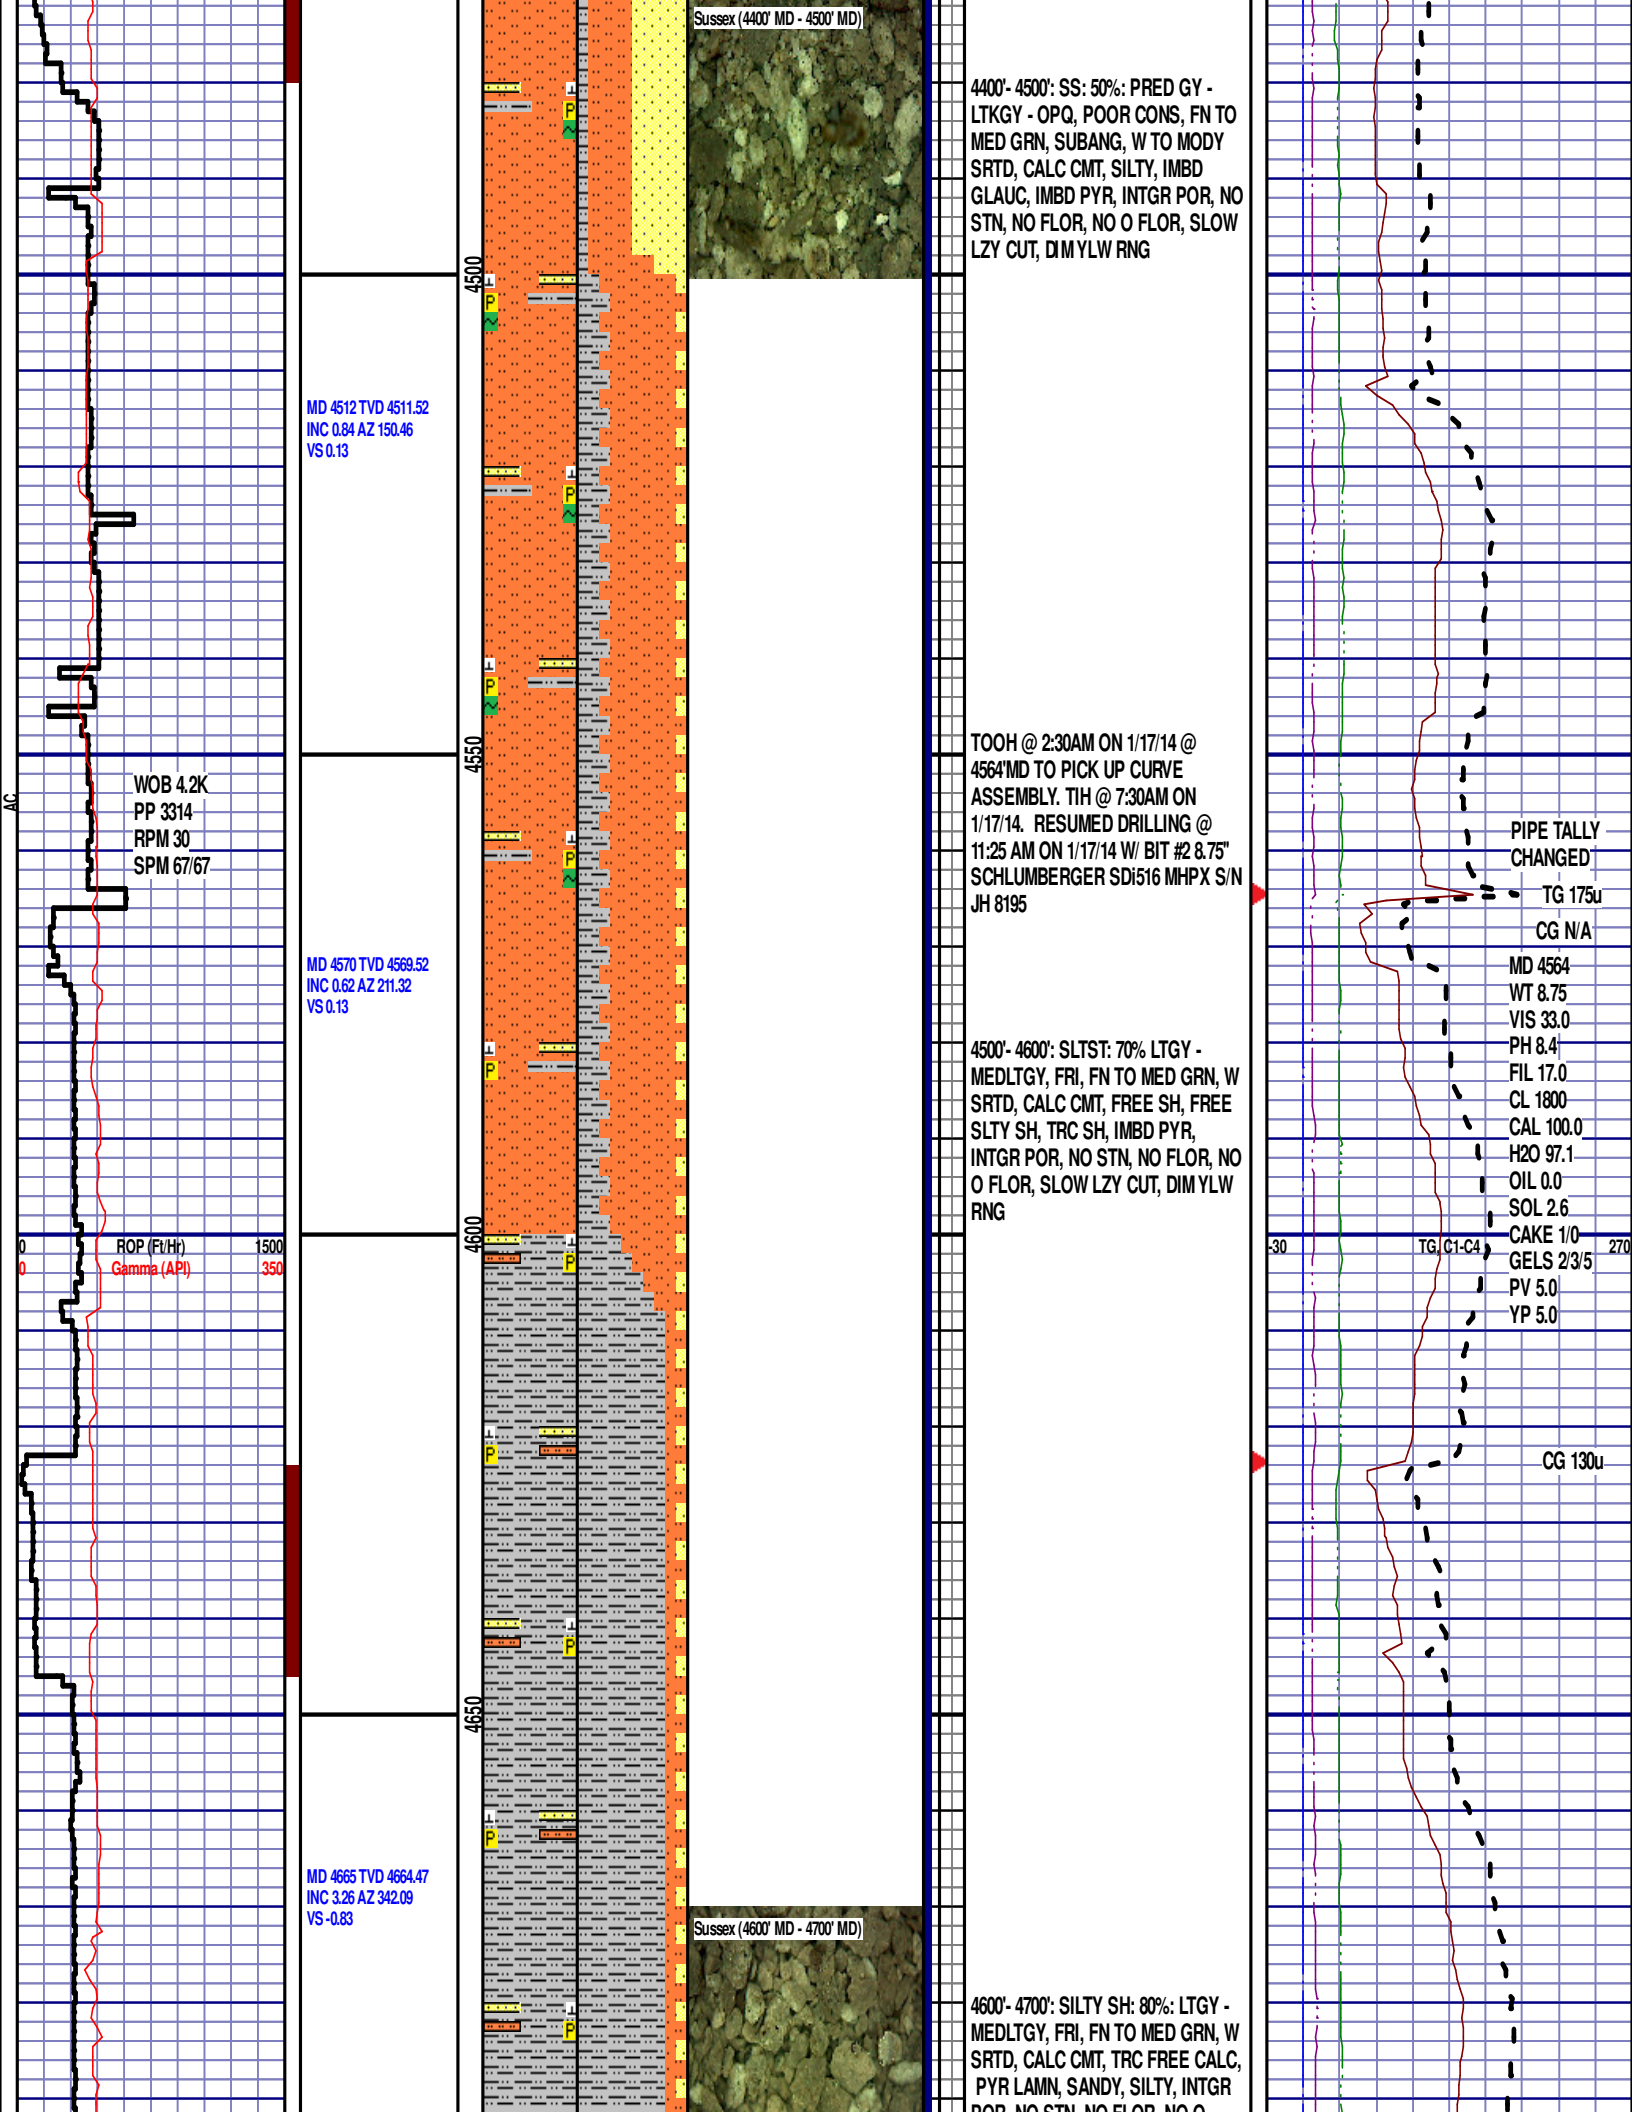 Sussex (4400' MD - 4500' MD)
4400'- 4500': SS: 50%: PRED GY -
LTKGY - OPQ, POOR CONS, FN TO
MED GRN, SUBANG, W TO MODY
SRTD, CALC CMT, SILTY, IMBD
GLAUC, IMBD PYR, INTGR POR, NO
STN, NO FLOR, NO O FLOR, SLOW
LZY CUT, DIM YLW RNG
4500
MD 4512 TVD 4511.52
INC 0.84 AZ 150.46
VS 0.13
4550
AC
WOB 4.2K
PP 3314
RPM 30
SPM 67/67
TOOH @ 2:30AM ON 1/17/14 @
4564'MD TO PICK UP CURVE
ASSEMBLY. TIH @ 7:30AM ON
1/17/14. RESUMED DRILLING @
11:25 AM ON 1/17/14 W/ BIT #2 8.75"
SCHLUMBERGER SDi516 MHPX S/N
JH 8195
PIPE TALLY
CHANGED
TG 175u
CG N/A
MD 4564
WT 8.75
VIS 33.0
PH 8.4
FIL 17.0
CL 1800
CAL 100.0
H2O 97.1
OIL 0.0
SOL 2.6
CAKE 1/0
GELS 2/3/5
PV 5.0
YP 5.0
MD 4570 TVD 4569.52
INC 0.62 AZ 211.32
VS 0.13
4500'- 4600': SLTST: 70% LTGY -
MEDLTGY, FRI, FN TO MED GRN, W
SRTD, CALC CMT, FREE SH, FREE
SLTY SH, TRC SH, IMBD PYR,
INTGR POR, NO STN, NO FLOR, NO
O FLOR, SLOW LZY CUT, DIM YLW
RNG
4600
0 ROP (Ft/Hr) 1500
0 Gamma (API) 350
-30 TG, C1-C4 270
CG 130u
4650
MD 4665 TVD 4664.47
INC 3.26 AZ 342.09
VS -0.83
Sussex (4600' MD - 4700' MD)
4600'- 4700': SILTY SH: 80%: LTGY -
MEDLTGY, FRI, FN TO MED GRN, W
SRTD, CALC CMT, TRC FREE CALC,
PYR LAMN, SANDY, SILTY, INTGR
POR, NO STN, NO FLOR, NO O